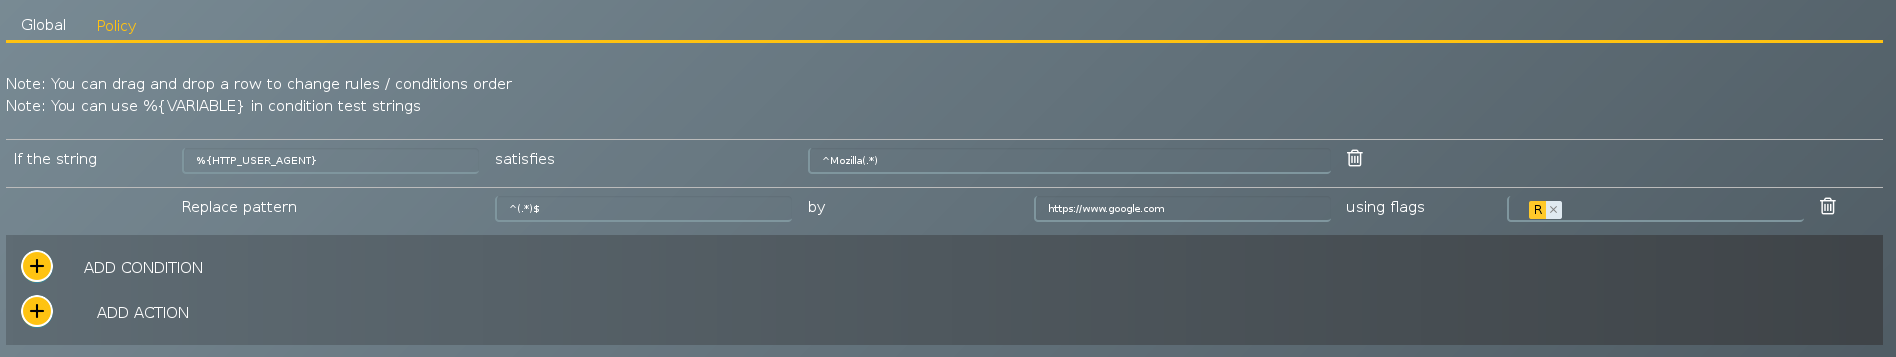 Global Policy
Note: You can drag and drop a row to change rules / conditions order
Note: You can use %{VARIABLE} in condition test strings
If the string %{HTTP_USER_AGENT} satisfies ^Mozilla(.*)
Replace pattern ^(.*)$ by https://www.google.com using flags R ×
ADD CONDITION
ADD ACTION